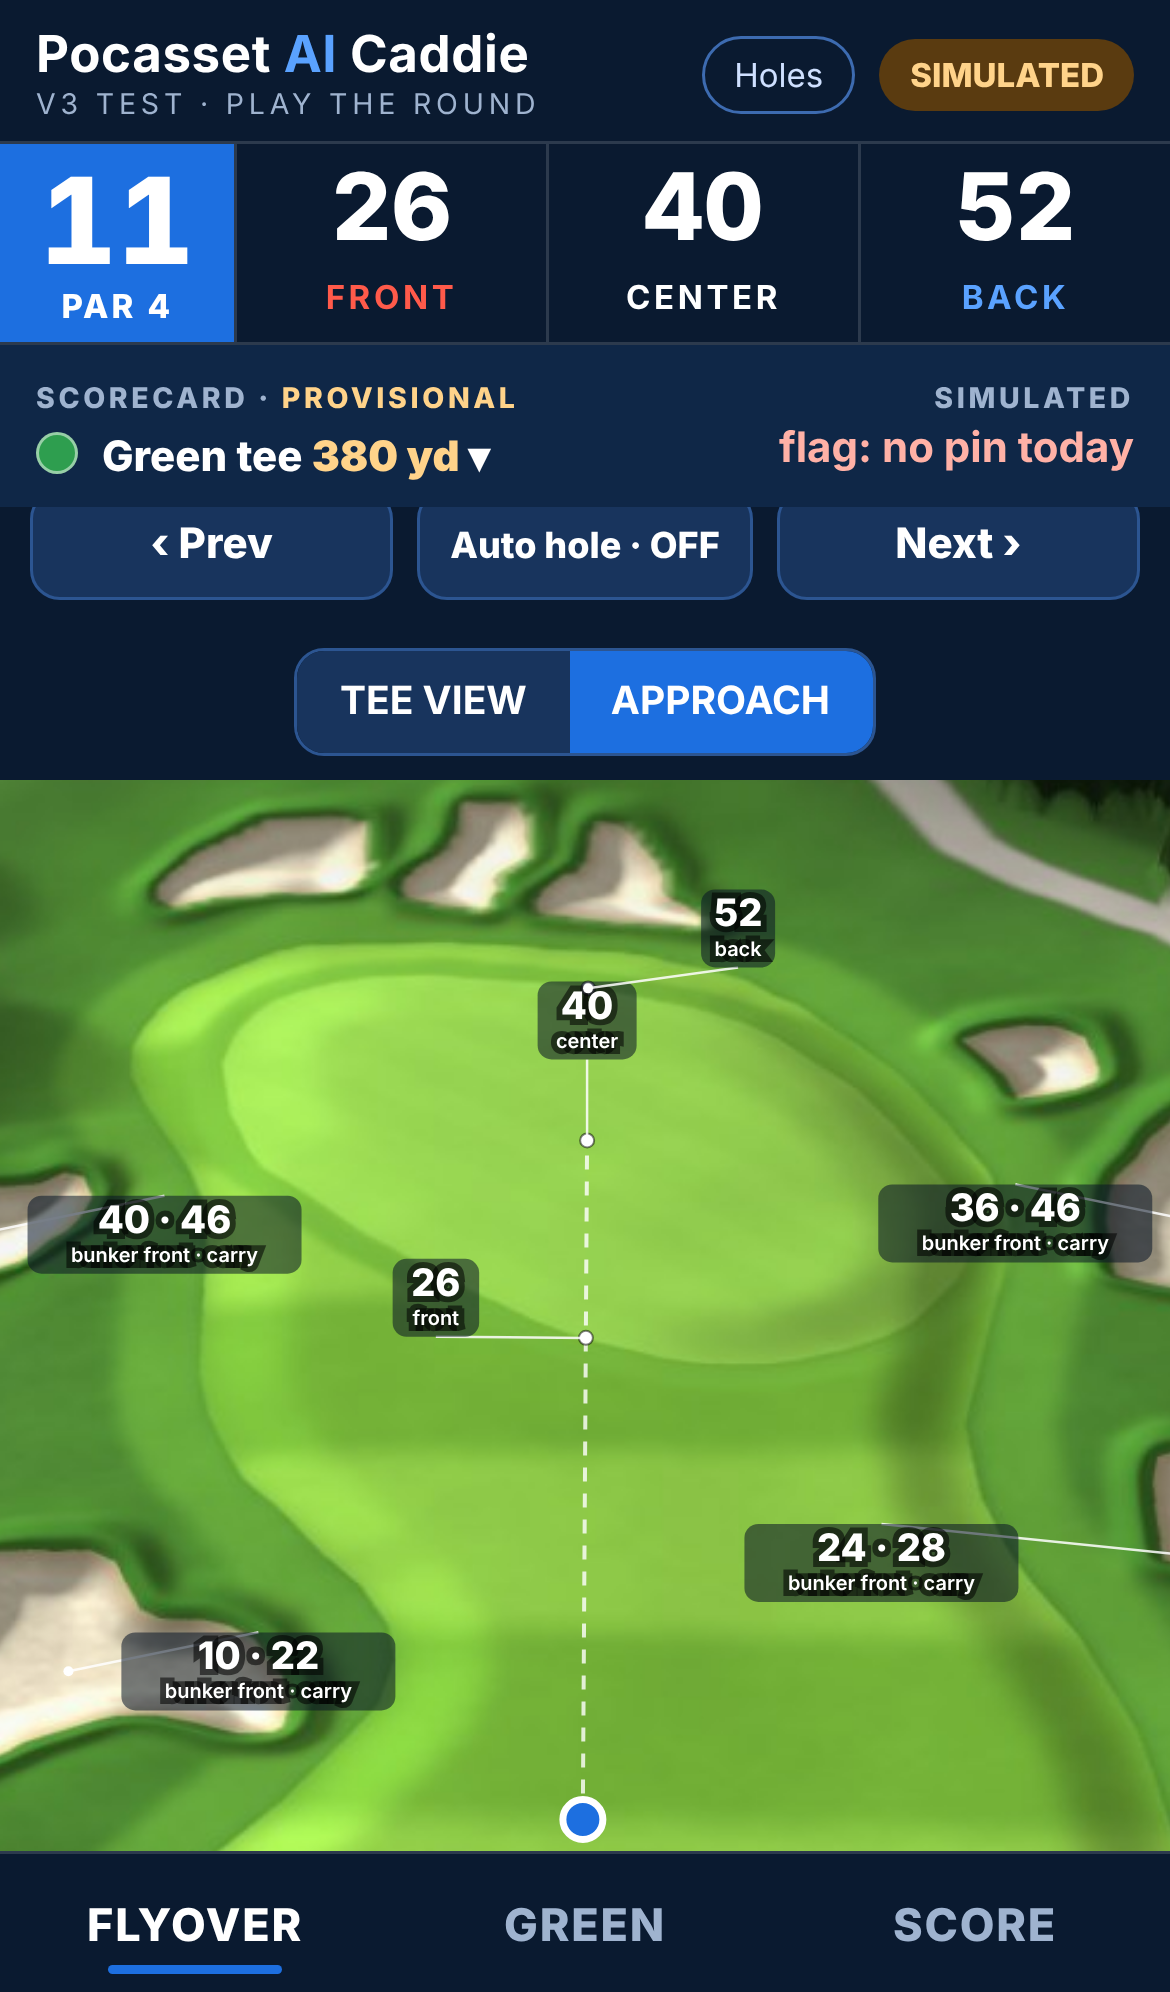 Pocasset AI Caddie
V3 TEST · PLAY THE ROUND
Holes
SIMULATED
11
PAR 4
26
FRONT
40
CENTER
52
BACK
SCORECARD · PROVISIONAL
Green tee 380 yd ▾
SIMULATED
flag: no pin today
‹ Prev
Auto hole · OFF
Next ›
TEE VIEW
APPROACH
52
back
40
center
40 · 46
bunker front · carry
36 · 46
bunker front · carry
26
front
24 · 28
bunker front · carry
10 · 22
bunker front · carry
FLYOVER
GREEN
SCORE